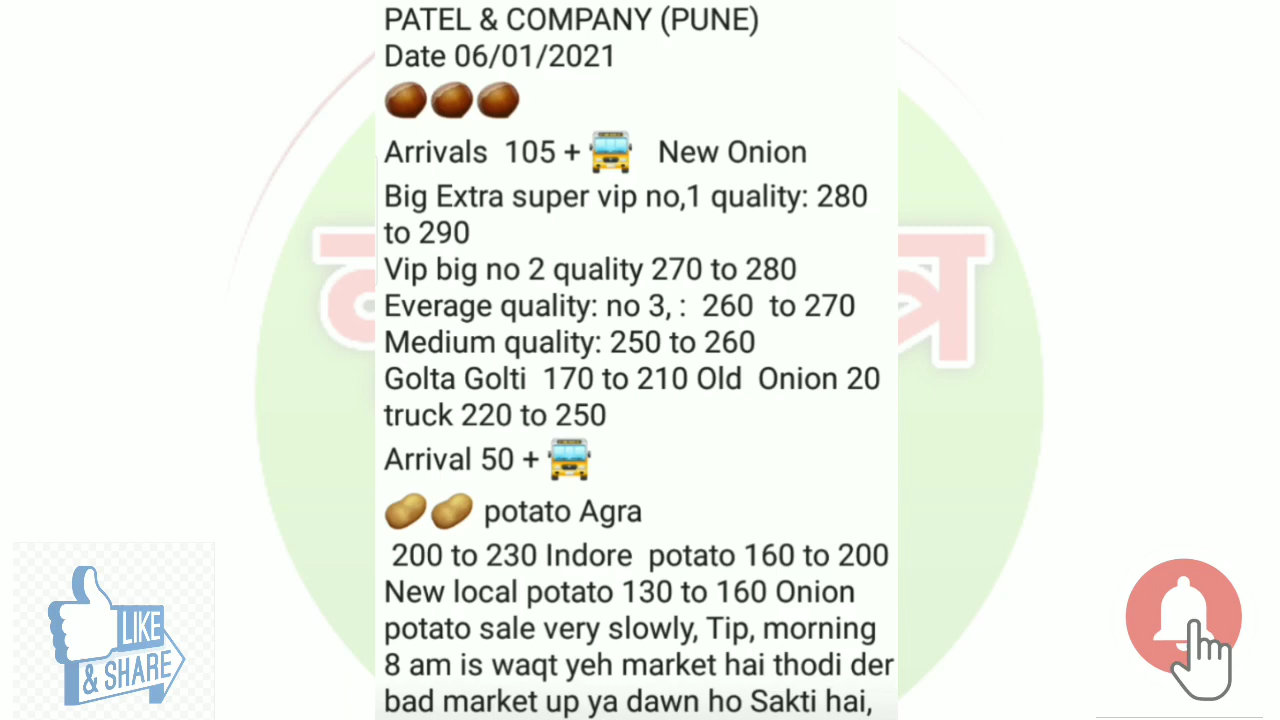 PATEL & COMPANY (PUNE)
Date 06/01/2021
🌰🌰🌰
Arrivals  105 + 🚍   New Onion
Big Extra super vip no,1 quality: 280
to 290
Vip big no 2 quality 270 to 280
Everage quality: no 3, :  260  to 270
Medium quality: 250 to 260
Golta Golti  170 to 210 Old  Onion 20
truck 220 to 250
Arrival 50 + 🚍
🥔🥔 potato Agra
200 to 230 Indore  potato 160 to 200
New local potato 130 to 160 Onion
potato sale very slowly, Tip, morning
8 am is waqt yeh market hai thodi der
bad market up ya dawn ho Sakti hai,
LIKE
& SHARE